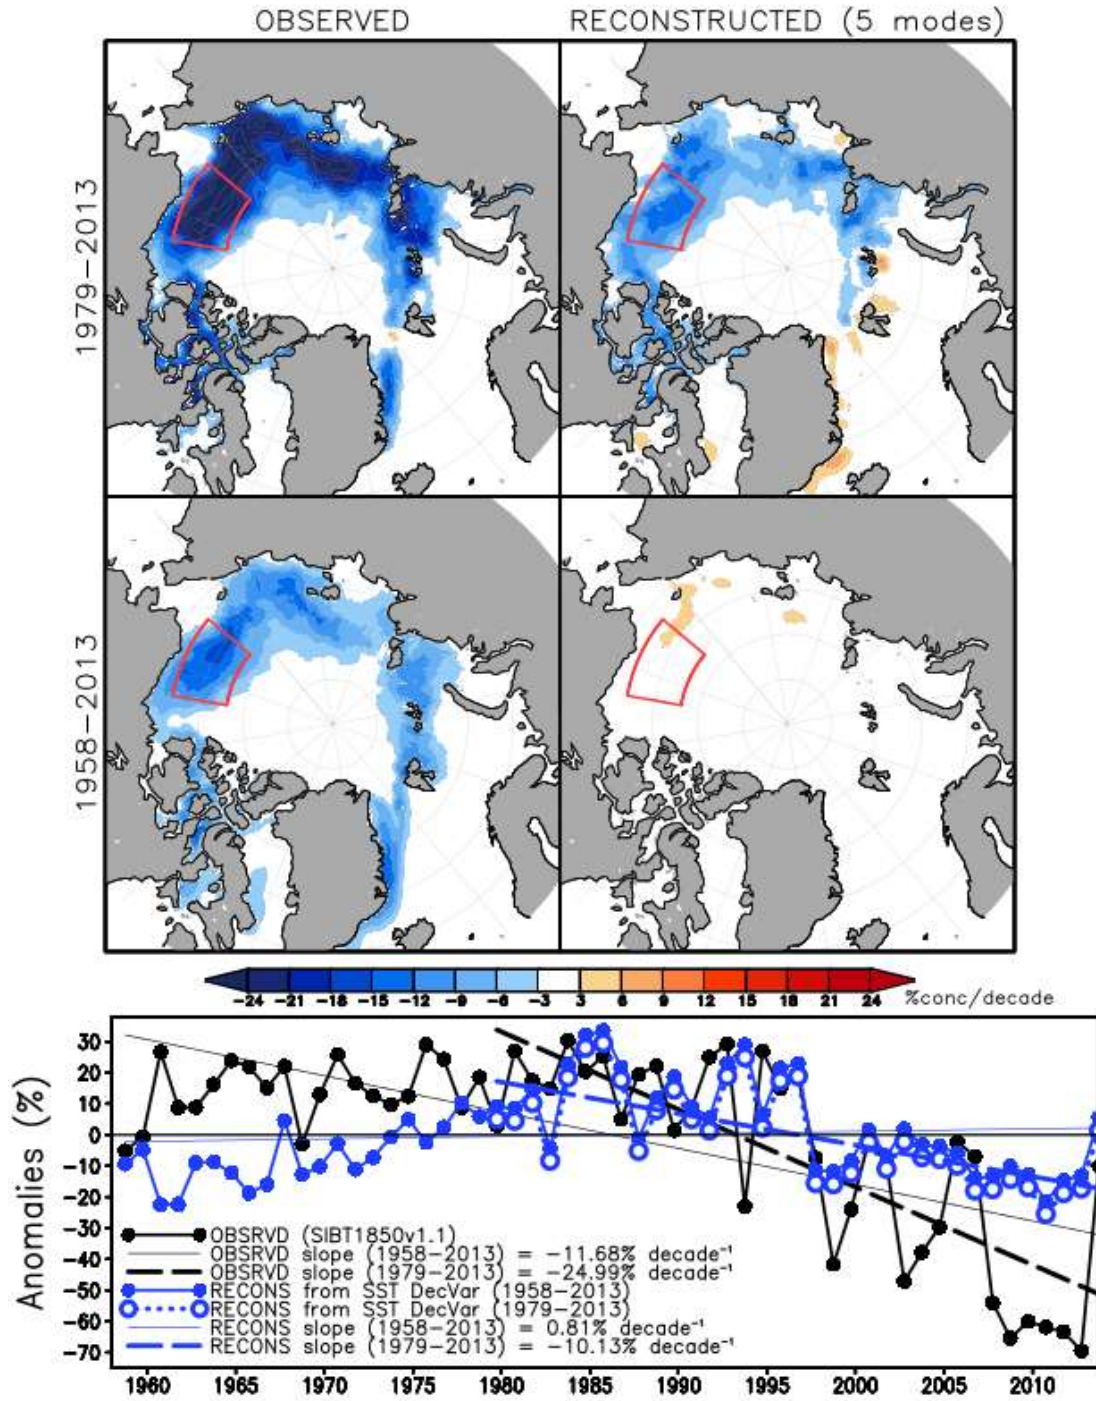 OBSERVED RECONSTRUCTED (5 modes)
1979-2013
1958-2013
-24 -21 -18 -15 -12 -9 -6 -3 3 6 9 12 15 18 21 24 %conc/decade
Anomalies (%)
30
20
10
0
-10
-20
-30
-40
-50
-60
-70
OBSRVD (SIBT1850v1.1)
OBSRVD slope (1958-2013) = -11.68% decade⁻¹
OBSRVD slope (1979-2013) = -24.99% decade⁻¹
RECONS from SST DecVar (1958-2013)
RECONS from SST DecVar (1979-2013)
RECONS slope (1958-2013) = 0.81% decade⁻¹
RECONS slope (1979-2013) = -10.13% decade⁻¹
1960 1965 1970 1975 1980 1985 1990 1995 2000 2005 2010